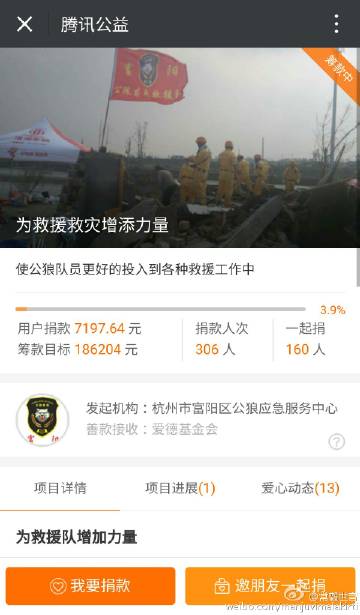 腾讯公益
筹款中
富阳
为救援救灾增添力量
使公狼队员更好的投入到各种救援工作中
3.9%
用户捐款 7197.64 元 捐款人次 一起捐
筹款目标 186204 元 306 人 160 人
发起机构：杭州市富阳区公狼应急服务中心
善款接收：爱德基金会
富阳
项目详情 项目进展(1) 爱心动态(13)
为救援队增加力量
我要捐款 邀朋友一起捐